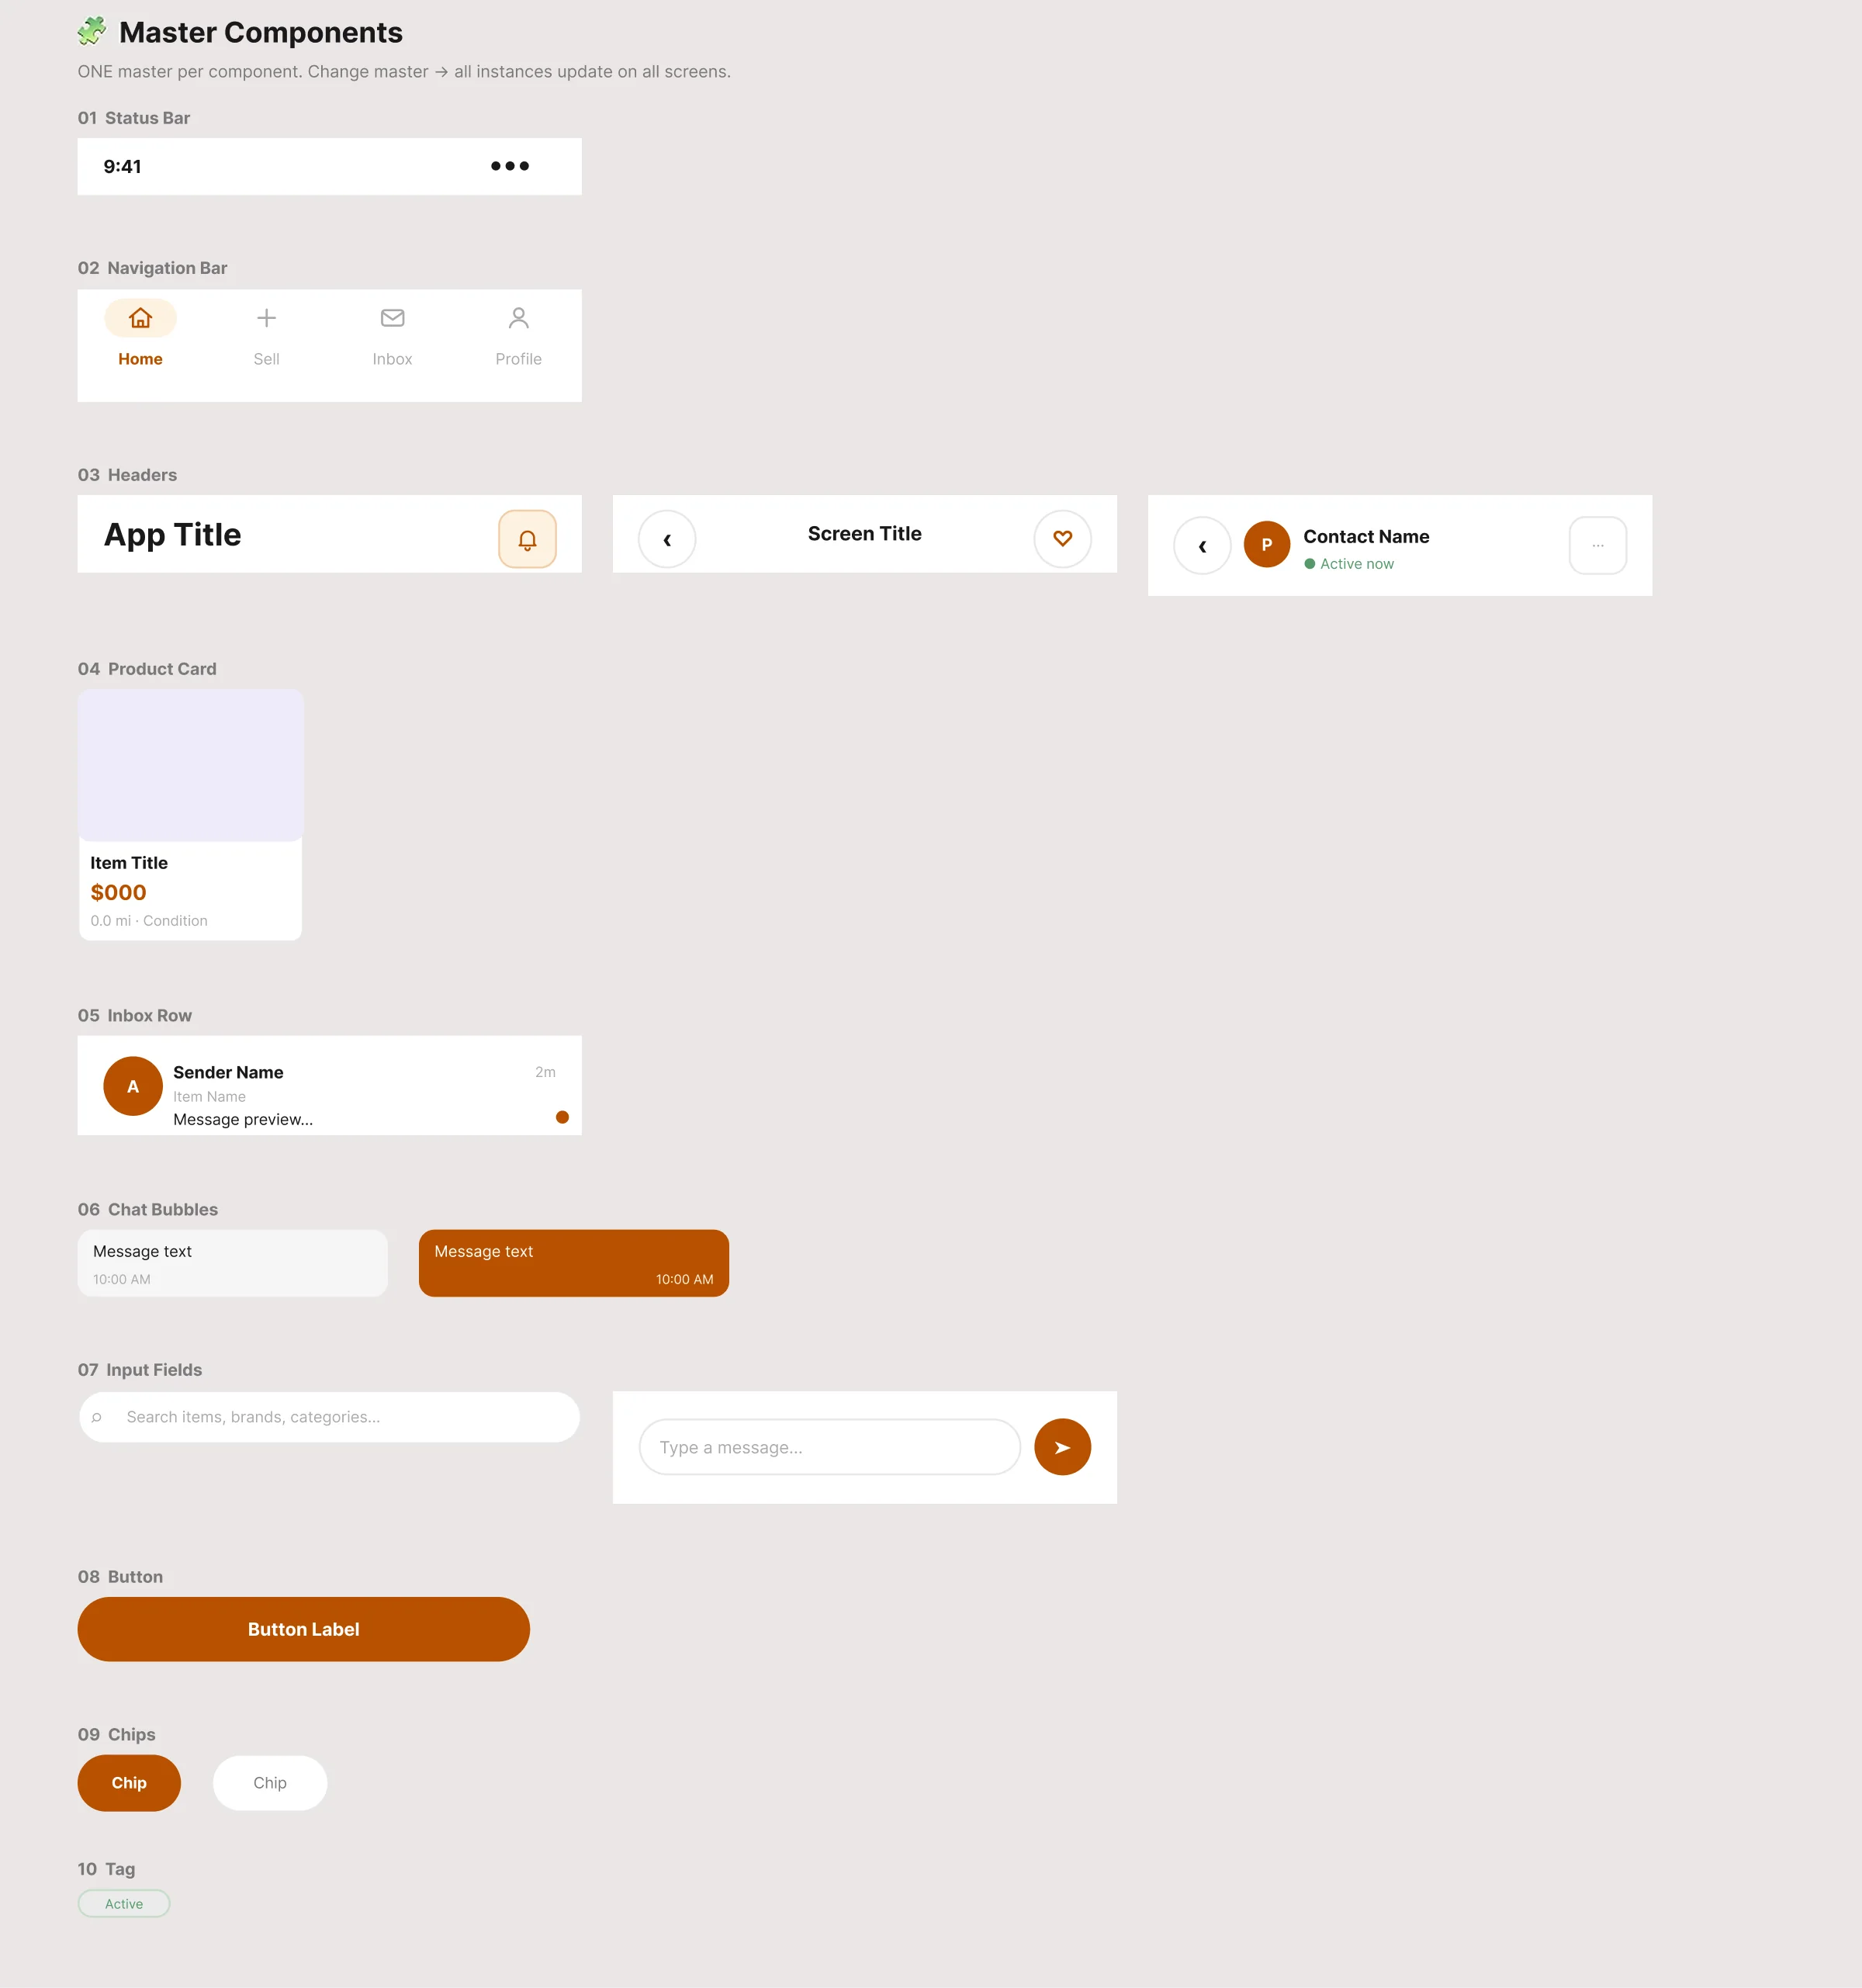 Master Components
ONE master per component. Change master → all instances update on all screens.
01 Status Bar
9:41
02 Navigation Bar
Home Sell Inbox Profile
03 Headers
App Title
Screen Title
P
Contact Name
Active now
04 Product Card
Item Title
$000
0.0 mi · Condition
05 Inbox Row
A
Sender Name 2m
Item Name
Message preview...
06 Chat Bubbles
Message text
10:00 AM
Message text
10:00 AM
07 Input Fields
Search items, brands, categories...
Type a message...
08 Button
Button Label
09 Chips
Chip Chip
10 Tag
Active